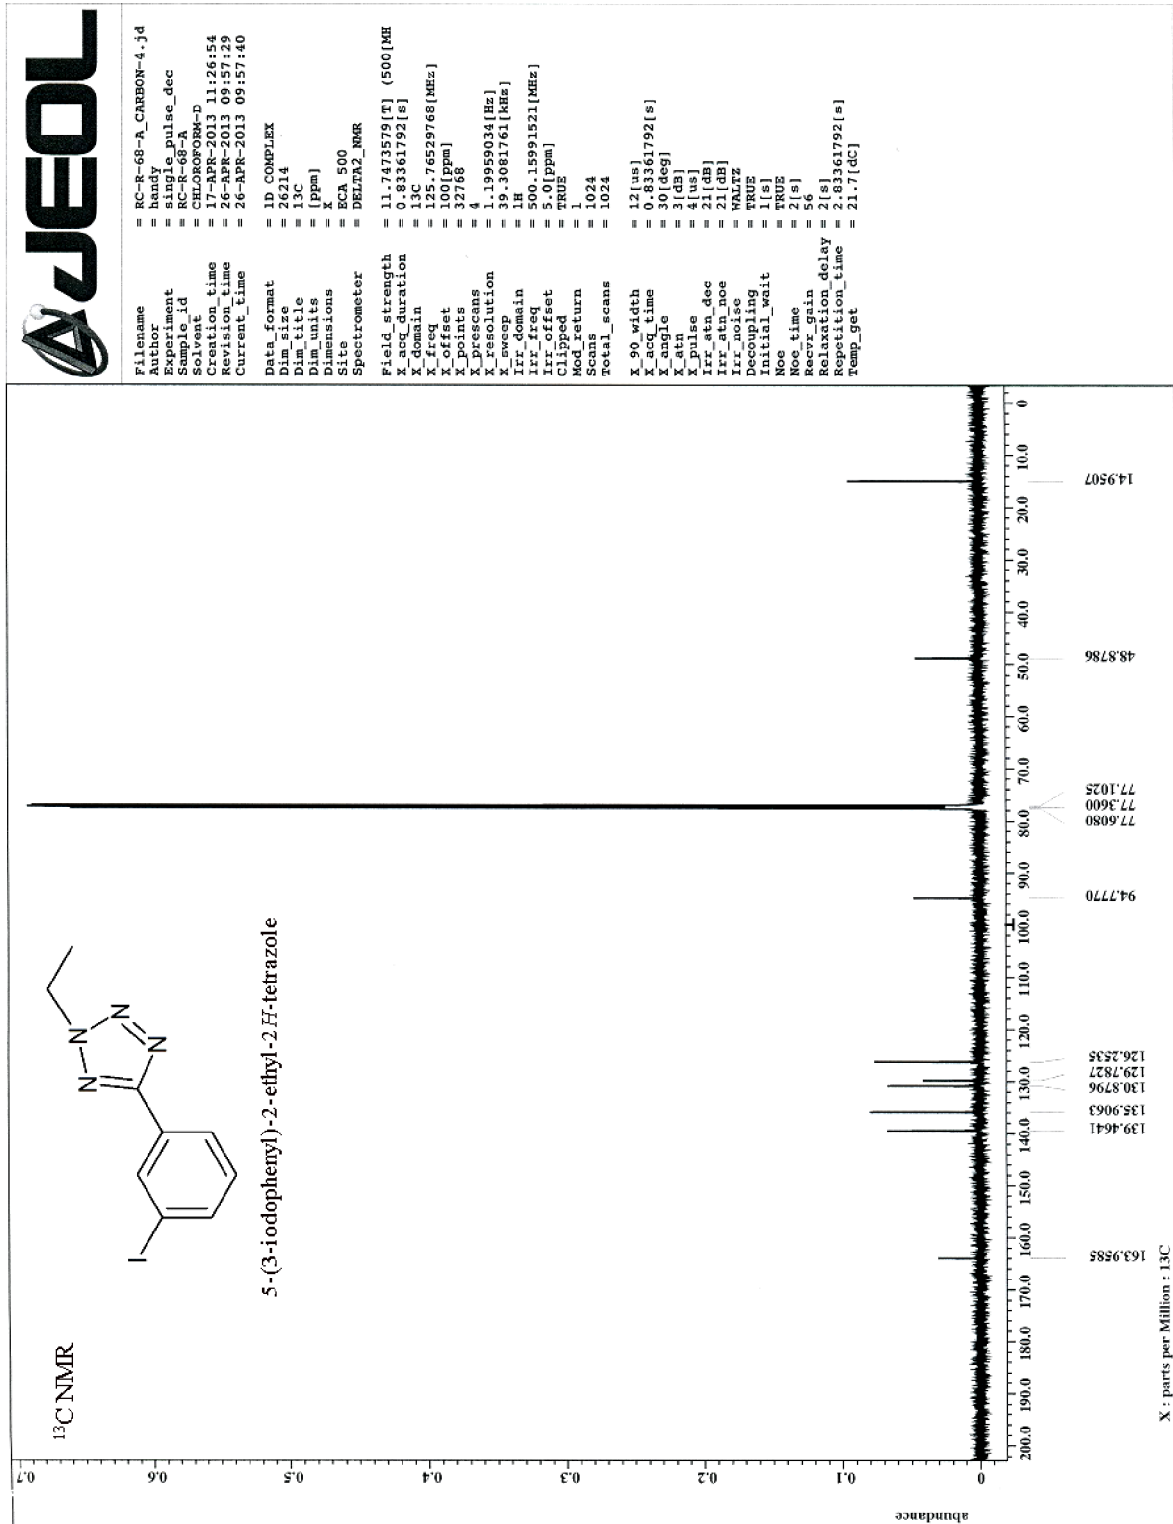 JEOL
Filename = RC-R-68-A_CARBON-4.jd
Author = handy
Experiment = single_pulse_dec
Sample_id = RC-R-68-A
Solvent = CHLOROFORM-D
Creation_time = 17-APR-2013 11:26:54
Revision_time = 26-APR-2013 09:57:29
Current_time = 26-APR-2013 09:57:40
Data_format = 1D COMPLEX
Dim_size = 26214
Dim_title = 13C
Dim_units = [ppm]
Dimensions = X
Site = ECA 500
Spectrometer = DELTA2_NMR
Field_strength = 11.7473579[T] (500[MH
X_acq_duration = 0.83361792[s]
X_domain = 13C
X_freq = 125.76529768[MHz]
X_offset = 100[ppm]
X_points = 32768
X_prescans = 4
X_resolution = 1.19959034[Hz]
X_sweep = 39.3081761[kHz]
Irr_domain = 1H
Irr_freq = 500.15991521[MHz]
Irr_offset = 5.0[ppm]
Clipped = TRUE
Mod_return = 1
Scans = 1024
Total_scans = 1024
X_90_width = 12[us]
X_acq_time = 0.83361792[s]
X_angle = 30[deg]
X_atn = 3[dB]
X_pulse = 4[us]
Irr_atn_dec = 21[dB]
Irr_atn_noe = 21[dB]
Irr_noise = WALTZ
Decoupling = TRUE
Initial_wait = 1[s]
Noe = TRUE
Noe_time = 2[s]
Recvr_gain = 56
Relaxation_delay = 2[s]
Repetition_time = 2.83361792[s]
Temp_get = 21.7[dC]
13C NMR
I
N N
N N
5-(3-iodophenyl)-2-ethyl-2H-tetrazole
abundance
0 0.1 0.2 0.3 0.4 0.5 0.6 0.7
200.0 190.0 180.0 170.0 160.0 150.0 140.0 130.0 120.0 110.0 100.0 90.0 80.0 70.0 60.0 50.0 40.0 30.0 20.0 10.0 0
163.9585
139.4641
135.9063
130.8796
129.7827
126.2535
94.7770
77.6080
77.3600
77.1025
48.8786
14.9507
X : parts per Million : 13C